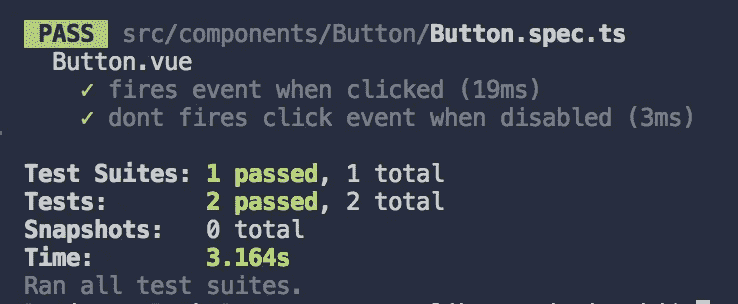 PASS src/components/Button/Button.spec.ts
Button.vue
✓ fires event when clicked (19ms)
✓ dont fires click event when disabled (3ms)
Test Suites: 1 passed, 1 total
Tests: 2 passed, 2 total
Snapshots: 0 total
Time: 3.164s
Ran all test suites.